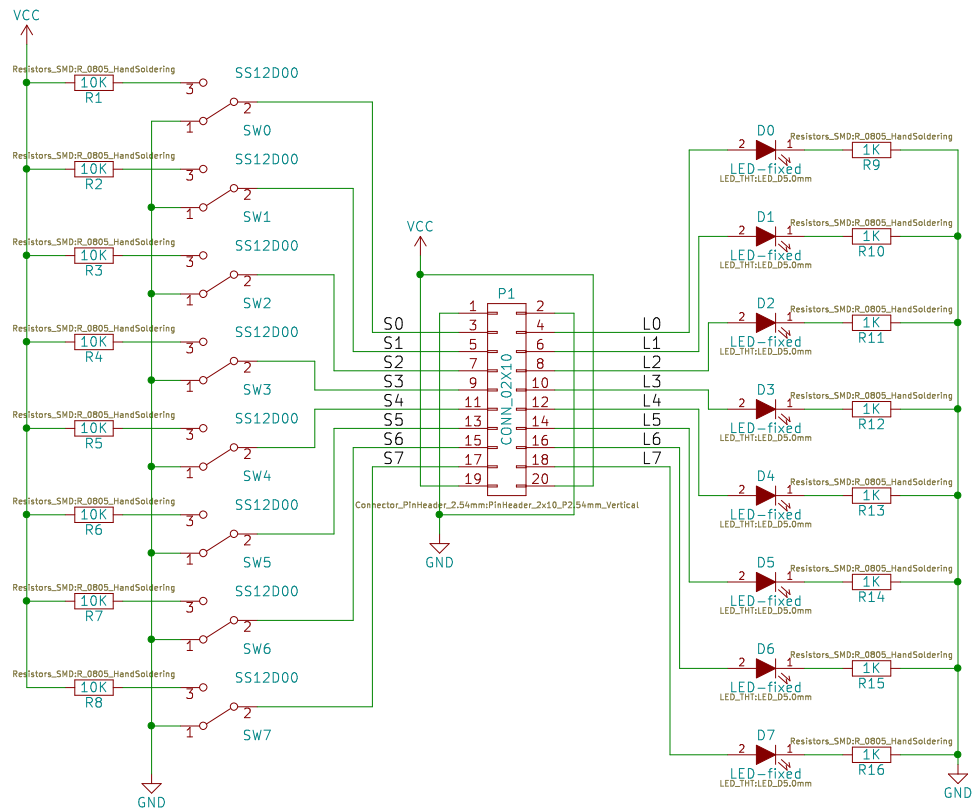 VCC
Resistors_SMD:R_0805_HandSoldering
10K
R1
3
SS12D00
2
1
SW0
Resistors_SMD:R_0805_HandSoldering
10K
R2
3
SS12D00
2
1
SW1
Resistors_SMD:R_0805_HandSoldering
10K
R3
3
SS12D00
2
1
SW2
Resistors_SMD:R_0805_HandSoldering
10K
R4
3
SS12D00
2
1
SW3
Resistors_SMD:R_0805_HandSoldering
10K
R5
3
SS12D00
2
1
SW4
Resistors_SMD:R_0805_HandSoldering
10K
R6
3
SS12D00
2
1
SW5
Resistors_SMD:R_0805_HandSoldering
10K
R7
3
SS12D00
2
1
SW6
Resistors_SMD:R_0805_HandSoldering
10K
R8
3
SS12D00
2
1
SW7
GND
VCC
P1
1 2
S0 3 4 L0
S1 5 6 L1
S2 7 8 L2
S3 9 10 L3
S4 11 12 L4
S5 13 14 L5
S6 15 16 L6
S7 17 18 L7
19 20
CONN_02X10
Connector_PinHeader_2.54mm:PinHeader_2x10_P2.54mm_Vertical
GND
D0
2 1
LED-fixed
LED_THT:LED_D5.0mm
Resistors_SMD:R_0805_HandSoldering
1K
R9
D1
2 1
LED-fixed
LED_THT:LED_D5.0mm
Resistors_SMD:R_0805_HandSoldering
1K
R10
D2
2 1
LED-fixed
LED_THT:LED_D5.0mm
Resistors_SMD:R_0805_HandSoldering
1K
R11
D3
2 1
LED-fixed
LED_THT:LED_D5.0mm
Resistors_SMD:R_0805_HandSoldering
1K
R12
D4
2 1
LED-fixed
LED_THT:LED_D5.0mm
Resistors_SMD:R_0805_HandSoldering
1K
R13
D5
2 1
LED-fixed
LED_THT:LED_D5.0mm
Resistors_SMD:R_0805_HandSoldering
1K
R14
D6
2 1
LED-fixed
LED_THT:LED_D5.0mm
Resistors_SMD:R_0805_HandSoldering
1K
R15
D7
2 1
LED-fixed
LED_THT:LED_D5.0mm
Resistors_SMD:R_0805_HandSoldering
1K
R16
GND